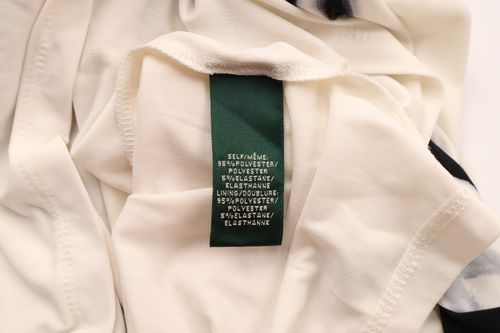 SELF/MÊME:
95%POLYESTER/
POLYESTER
5%ELASTANE/
ELASTHANNE
LINING/DOUBLURE:
95%POLYESTER/
POLYESTER
5%ELASTANE/
ELASTHANNE